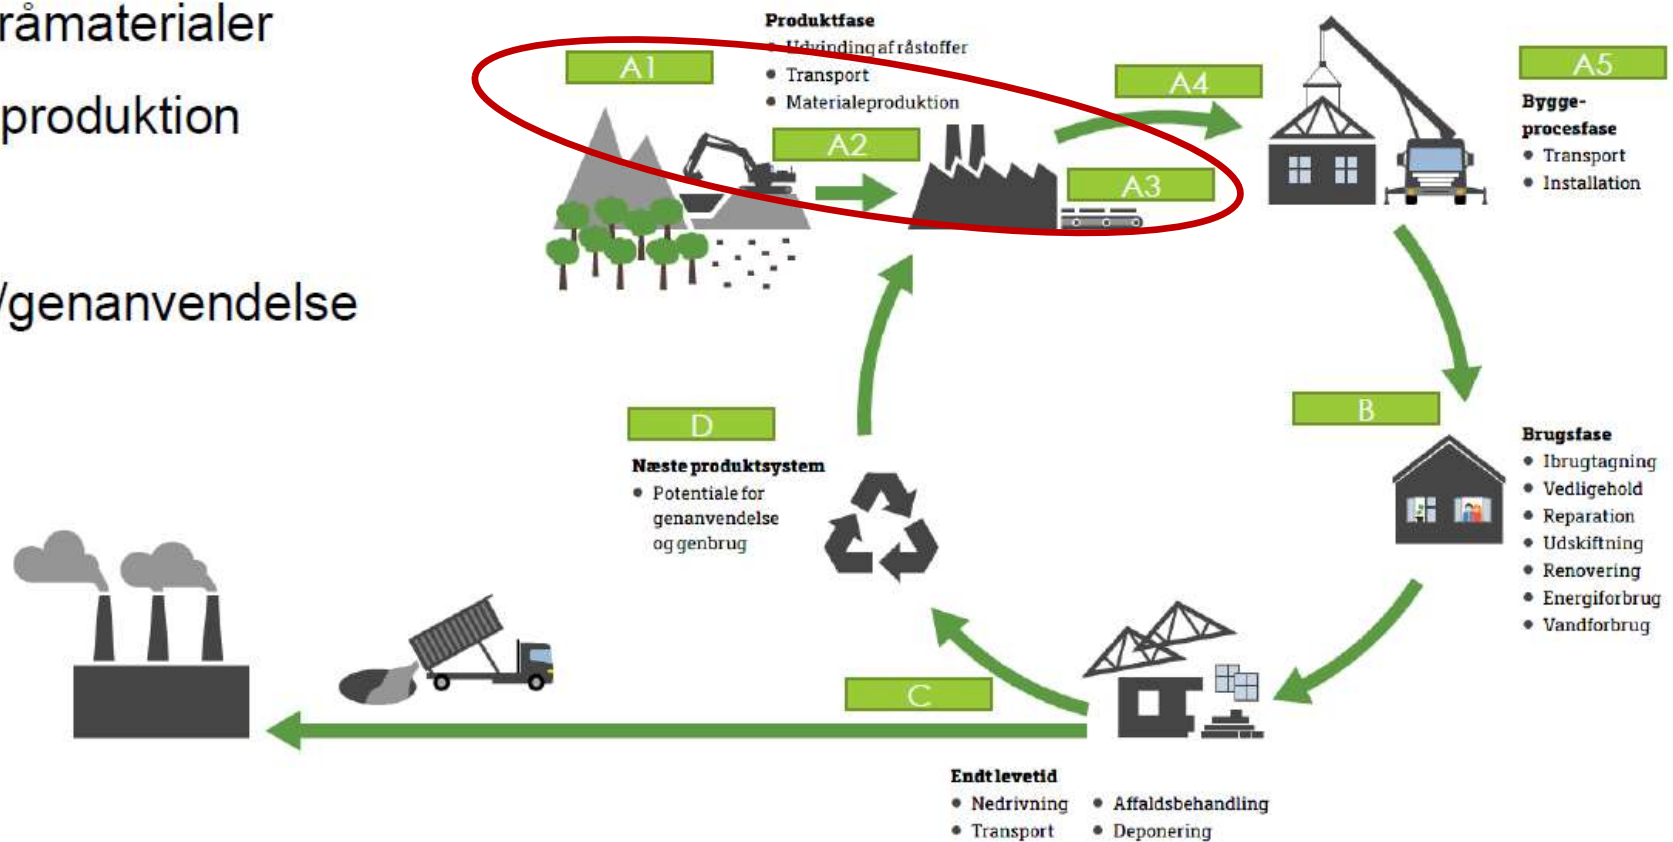 råmaterialer
produktion
/genanvendelse
A1
Produktfase
• Udvinding af råstoffer
• Transport
• Materialeproduktion
A2
A3
A4
A5
Bygge-
procesfase
• Transport
• Installation
B
Brugsfase
• Ibrugtagning
• Vedligehold
• Reparation
• Udskiftning
• Renovering
• Energiforbrug
• Vandforbrug
C
Endt levetid
• Nedrivning
• Transport
• Affaldsbehandling
• Deponering
D
Næste produktsystem
• Potentiale for
genanvendelse
og genbrug